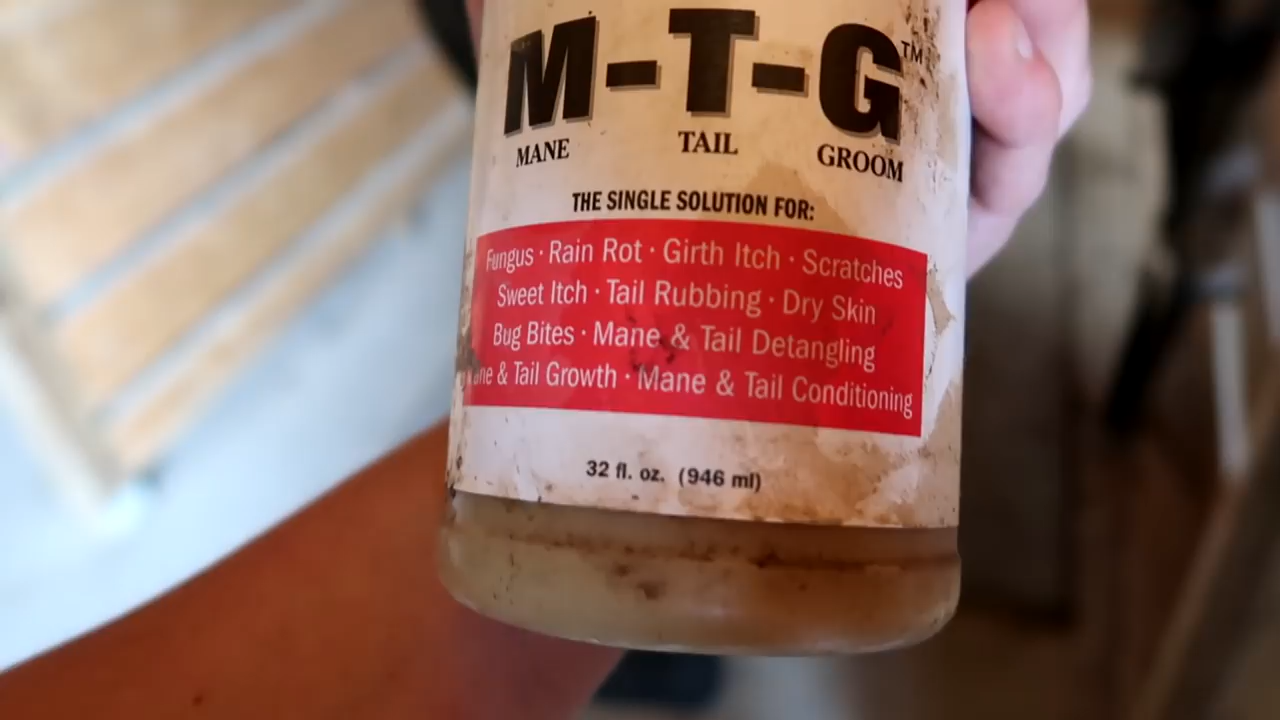 M-T-G™
MANE TAIL GROOM
THE SINGLE SOLUTION FOR:
Fungus · Rain Rot · Girth Itch · Scratches
Sweet Itch · Tail Rubbing · Dry Skin
Bug Bites · Mane & Tail Detangling
& Tail Growth · Mane & Tail Conditioning
32 fl. oz. (946 ml)